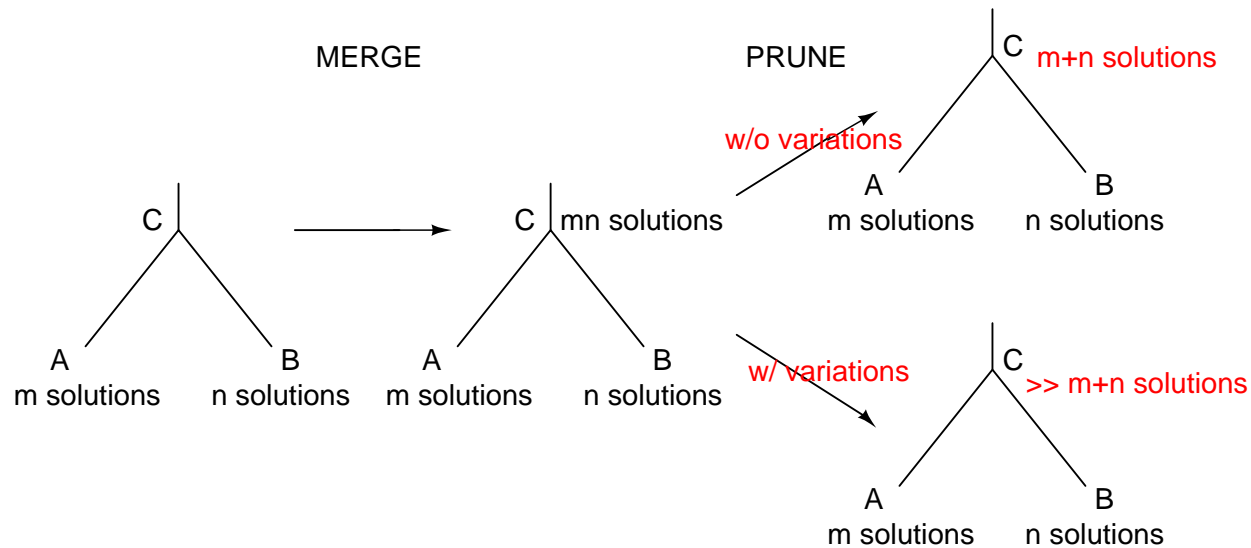 MERGE
PRUNE
C
m+n solutions
w/o variations
A
B
m solutions
n solutions
C
C
mn solutions
A
B
A
B
m solutions
n solutions
m solutions
n solutions
w/ variations
C
>> m+n solutions
A
B
m solutions
n solutions